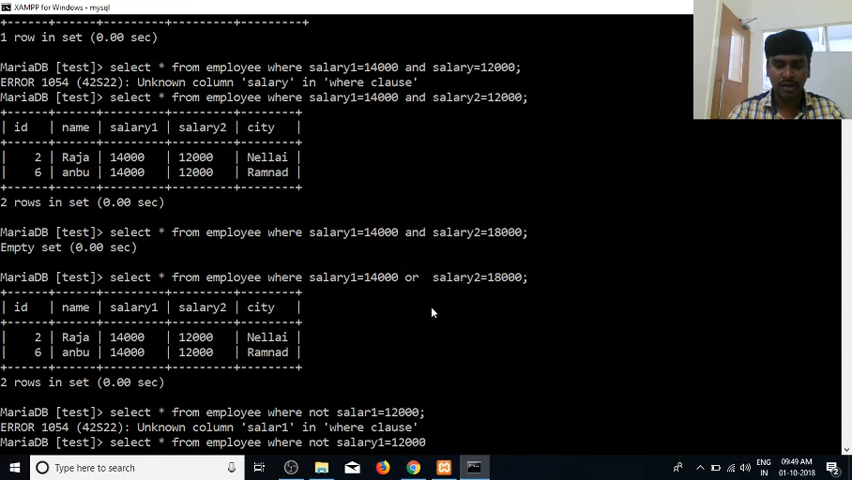 XAMPP for Windows - mysql
+------+------+---------+---------+--------+
1 row in set (0.00 sec)
MariaDB [test]> select * from employee where salary1=14000 and salary=12000;
ERROR 1054 (42S22): Unknown column 'salary' in 'where clause'
MariaDB [test]> select * from employee where salary1=14000 and salary2=12000;
+------+------+---------+---------+--------+
| id | name | salary1 | salary2 | city |
+------+------+---------+---------+--------+
| 2 | Raja | 14000 | 12000 | Nellai |
| 6 | anbu | 14000 | 12000 | Ramnad |
+------+------+---------+---------+--------+
2 rows in set (0.00 sec)
MariaDB [test]> select * from employee where salary1=14000 and salary2=18000;
Empty set (0.00 sec)
MariaDB [test]> select * from employee where salary1=14000 or  salary2=18000;
+------+------+---------+---------+--------+
| id | name | salary1 | salary2 | city |
+------+------+---------+---------+--------+
| 2 | Raja | 14000 | 12000 | Nellai |
| 6 | anbu | 14000 | 12000 | Ramnad |
+------+------+---------+---------+--------+
2 rows in set (0.00 sec)
MariaDB [test]> select * from employee where not salar1=12000;
ERROR 1054 (42S22): Unknown column 'salar1' in 'where clause'
MariaDB [test]> select * from employee where not salary1=12000
Type here to search
ENG
IN
09:49 AM
01-10-2018
2